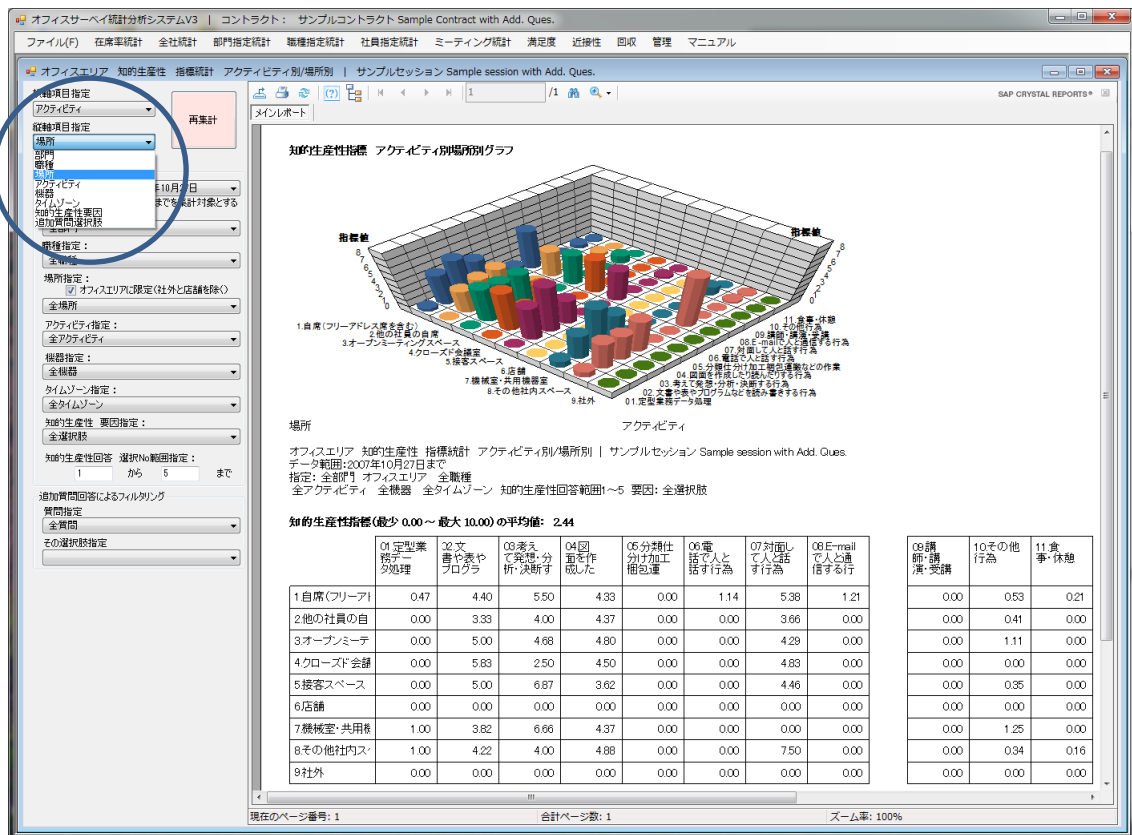 オフィスサーベイ統計分析システムV3 | コントラクト： サンプルコントラクト Sample Contract with Add. Ques.
ファイル(F) 在席率統計 全社統計 部門指定統計 職種指定統計 社員指定統計 ミーティング統計 満足度 近接性 回収 管理 マニュアル
オフィスエリア 知的生産性 指標統計 アクティビティ別/場所別 | サンプルセッション Sample session with Add. Ques.
軸項目指定
アクティビティ
縦軸項目指定
場所
再集計
部門
職種
場所
アクティビティ
機器
タイムゾーン
知的生産性要因
追加質問選択肢
10月27日
までを集計対象とする
全部門
職種指定：
全職種
場所指定：
オフィスエリアに限定(社外と店舗を除く)
全場所
アクティビティ指定：
全アクティビティ
機器指定：
全機器
タイムゾーン指定：
全タイムゾーン
知的生産性 要因指定：
全選択肢
知的生産性回答 選択No範囲指定：
1 から 5 まで
追加質問回答によるフィルタリング
質問指定
全質問
その選択肢指定
1 /1
SAP CRYSTAL REPORTS®
メインレポート
知的生産性指標 アクティビティ別場所別グラフ
指標値 指標値
8 7 6 5 4 3 2 1 0
8 7 6 5 4 3 2 1 0
1.自席(フリーアドレス席を含む)
2.他の社員の自席
3.オープンミーティングスペース
4.クローズド会議室
5.接客スペース
6.店舗
7.機械室・共用機器室
8.その他社内スペース
9.社外
11.食事・休憩
10.その他行為
09.講師・講演・受講
08.E-mailで人と通信する行為
07.対面して人と話す行為
06.電話で人と話す行為
05.分類仕分け加工梱包運搬などの作業
04.図面を作成したり読んだりする行為
03.考えて発想・分析・決断する行為
02.文書や表やプログラムなどを読み書きする行為
01.定型業務データ処理
場所 アクティビティ
オフィスエリア 知的生産性 指標統計 アクティビティ別/場所別 | サンプルセッション Sample session with Add. Ques.
データ範囲:2007年10月27日まで
指定: 全部門 オフィスエリア 全職種
全アクティビティ 全機器 全タイムゾーン 知的生産性回答範囲1～5 要因: 全選択肢
知的生産性指標(最少 0.00 ～ 最大 10.00)の平均値: 2.44
01.定型業務データ処理 02.文書や表やプログラ 03.考えて発想・分析・決断す 04.図面を作成した 05.分類仕分け加工梱包運 06.電話で人と話す行為 07.対面して人と話す行為 08.E-mailで人と通信する行 09.講師・講演・受講 10.その他行為 11.食事・休憩
1.自席(フリーアド 0.47 4.40 5.50 4.33 0.00 1.14 5.38 1.21 0.00 0.53 0.21
2.他の社員の自 0.00 3.33 4.00 4.37 0.00 0.00 3.66 0.00 0.00 0.41 0.00
3.オープンミーテ 0.00 5.00 4.68 4.80 0.00 0.00 4.29 0.00 0.00 1.11 0.00
4.クローズド会議 0.00 5.83 2.50 4.50 0.00 0.00 4.83 0.00 0.00 0.00 0.00
5.接客スペース 0.00 5.00 6.87 3.62 0.00 0.00 4.46 0.00 0.00 0.35 0.00
6.店舗 0.00 0.00 0.00 0.00 0.00 0.00 0.00 0.00 0.00 0.00 0.00
7.機械室・共用機 1.00 3.82 6.66 4.37 0.00 0.00 0.00 0.00 0.00 1.25 0.00
8.その他社内ス 1.00 4.22 4.00 4.88 0.00 0.00 7.50 0.00 0.00 0.34 0.16
9.社外 0.00 0.00 0.00 0.00 0.00 0.00 0.00 0.00 0.00 0.00 0.00
現在のページ番号: 1 合計ページ数: 1 ズーム率: 100%